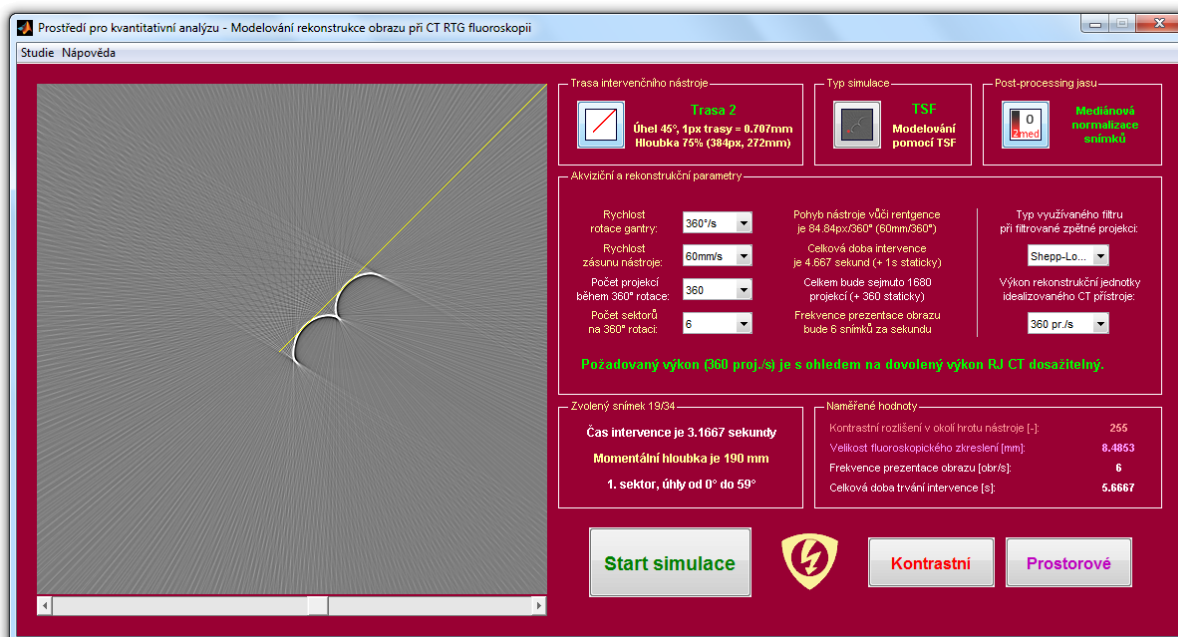 Prostředí pro kvantitativní analýzu - Modelování rekonstrukce obrazu při CT RTG fluoroskopii
Studie Nápověda
Trasa intervenčního nástroje
Trasa 2
Úhel 45°, 1px trasy = 0.707mm
Hloubka 75% (384px, 272mm)
Typ simulace
TSF
Modelování
pomocí TSF
Post-processing jasu
0
2med
Mediánová
normalizace
snímků
Akviziční a rekonstrukční parametry
Rychlost
rotace gantry:
360°/s
Pohyb nástroje vůči rentgence
je 84.84px/360° (60mm/360°)
Typ využívaného filtru
při filtrované zpětné projekci:
Rychlost
zásunu nástroje:
60mm/s
Celková doba intervence
je 4.667 sekund (+ 1s staticky)
Shepp-Lo...
Počet projekcí
během 360° rotace:
360
Celkem bude sejmuto 1680
projekcí (+ 360 staticky)
Výkon rekonstrukční jednotky
idealizovaného CT přístroje:
Počet sektorů
na 360° rotaci:
6
Frekvence prezentace obrazu
bude 6 snímků za sekundu
360 pr./s
Požadovaný výkon (360 proj./s) je s ohledem na dovolený výkon RJ CT dosažitelný.
Zvolený snímek 19/34
Čas intervence je 3.1667 sekundy
Momentální hloubka je 190 mm
1. sektor, úhly od 0° do 59°
Naměřené hodnoty
Kontrastní rozlišení v okolí hrotu nástroje [-]: 255
Velikost fluoroskopického zkreslení [mm]: 8.4853
Frekvence prezentace obrazu [obr/s]: 6
Celková doba trvání intervence [s]: 5.6667
Start simulace
Kontrastní
Prostorové